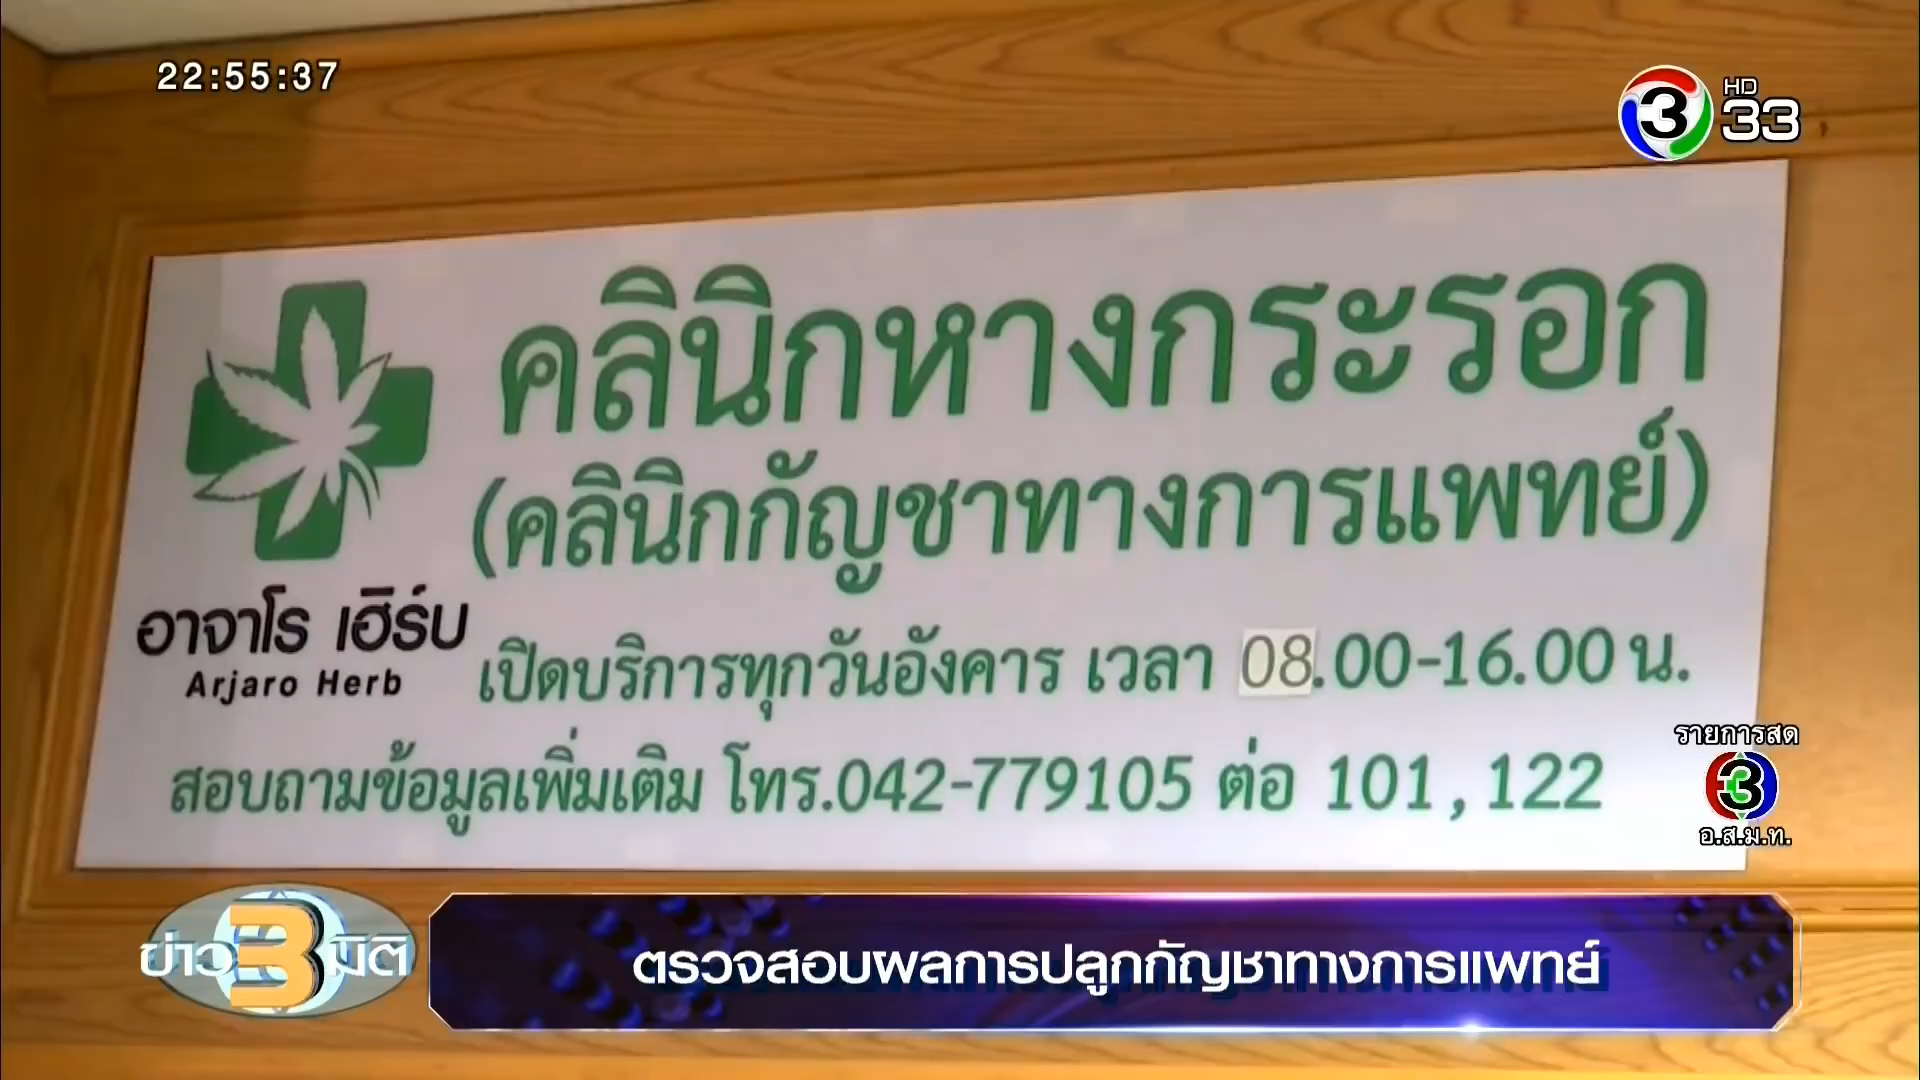 22:55:37
3 HD 33
คลินิกหางกระรอก
(คลินิกกัญชาทางการแพทย์)
อาจาโร เฮิร์บ
Arjaro Herb
เปิดบริการทุกวันอังคาร เวลา 08.00-16.00 น.
สอบถามข้อมูลเพิ่มเติม โทร.042-779105 ต่อ 101 , 122
รายการสด
3
อ.ส.ม.ท.
ข่าว 3 มิติ
ตรวจสอบผลการปลูกกัญชาทางการแพทย์